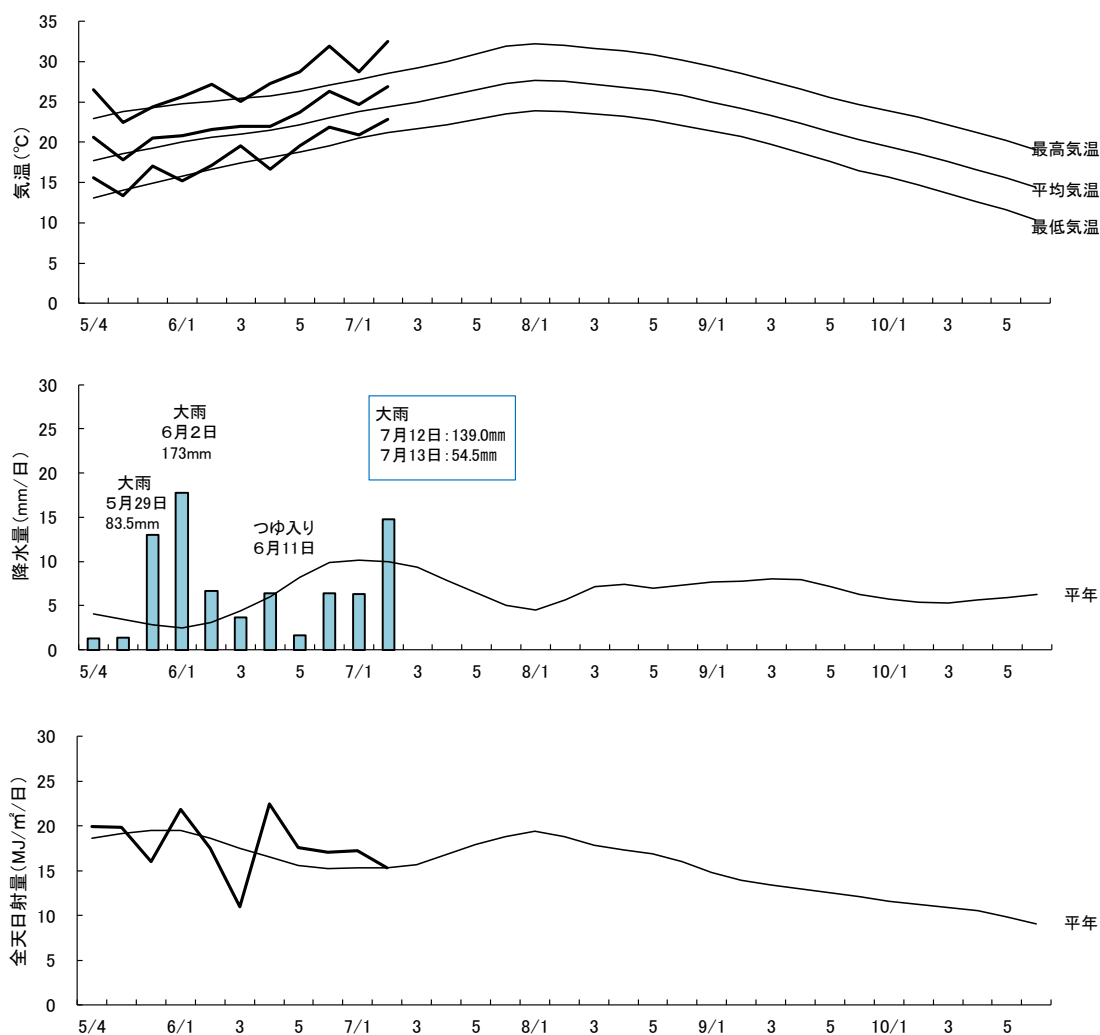 35
30
25
20
15
10
5
0
気温(℃)
最高気温
平均気温
最低気温
5/4 6/1 3 5 7/1 3 5 8/1 3 5 9/1 3 5 10/1 3 5
30
25
20
15
10
5
0
降水量(mm/日)
大雨
5月29日
83.5mm
大雨
6月2日
173mm
つゆ入り
6月11日
大雨
7月12日:139.0㎜
7月13日:54.5㎜
平年
5/4 6/1 3 5 7/1 3 5 8/1 3 5 9/1 3 5 10/1 3 5
30
25
20
15
10
5
0
全天日射量(MJ/㎡/日)
平年
5/4 6/1 3 5 7/1 3 5 8/1 3 5 9/1 3 5 10/1 3 5